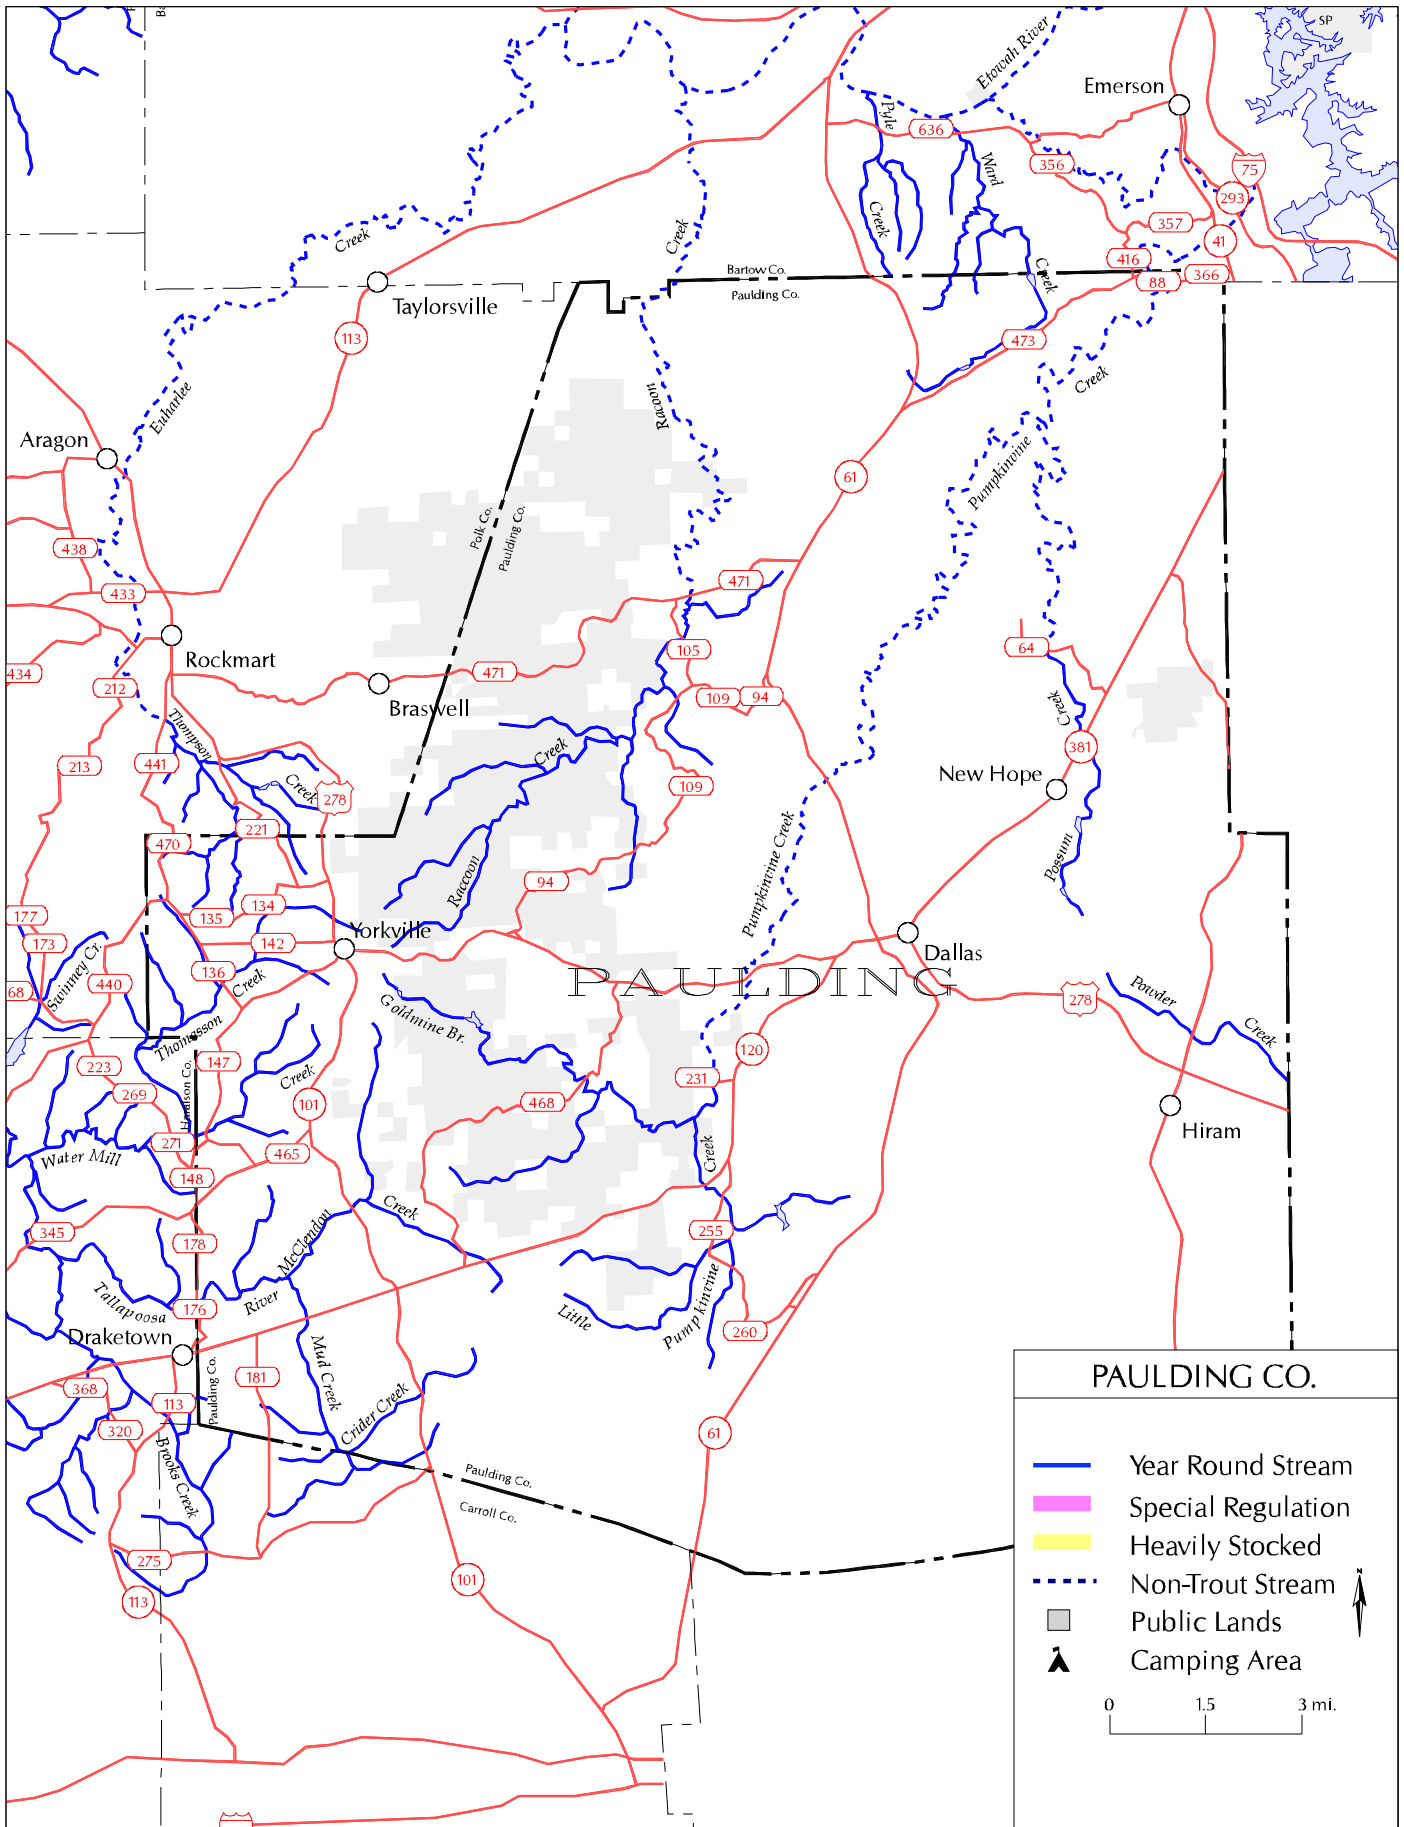 SP
Etowah River
Emerson
Pyle
636
Ward
356
75
293
Creek
Creek
Creek
357
41
416
Creek
366
Bartow Co.
88
Paulding Co.
Taylorsville
113
473
Creek
Euharlee
Racoon
Aragon
Pumpkinvine
61
Polk Co.
Paulding Co.
438
471
433
Rockmart
105
64
434
471
212
109
94
Braswell
Creek
Thompson
Creek
381
213
441
New Hope
Creek
278
109
221
470
Possum
Raccoon
94
Pumpkinvine Creek
134
177
135
Yorkville
173
142
Dallas
Swinney Cr.
136
Creek
PAULDING
440
68
Goldmine Br.
278
Powder
Creek
Thomasson
120
223
147
Creek
231
269
101
468
Hiram
Haralson Co.
271
465
Water Mill
Creek
148
Creek
345
178
McClendon
255
Tallapoosa
176
River
Little
Pumpkinvine
260
Draketown
Mud Creek
Paulding Co.
181
368
113
Crider Creek
320
61
Brooks Creek
Paulding Co.
Carroll Co.
275
101
113
PAULDING CO.
Year Round Stream
Special Regulation
Heavily Stocked
Non-Trout Stream
N
Public Lands
Camping Area
0 1.5 3 mi.